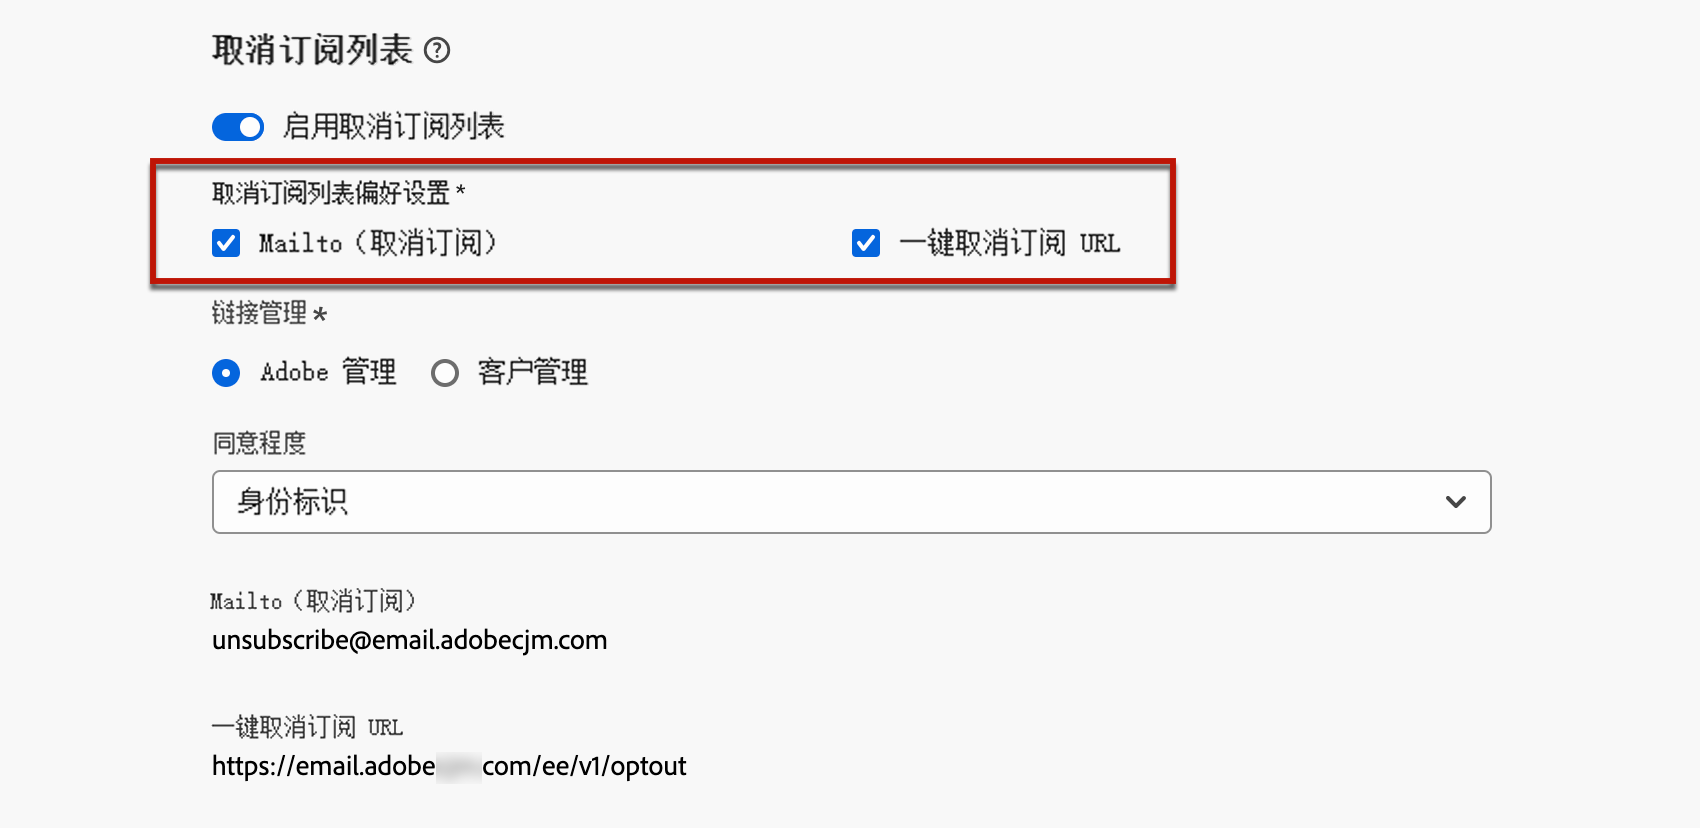 取消订阅列表
启用取消订阅列表
取消订阅列表偏好设置 *
Mailto（取消订阅） 一键取消订阅 URL
链接管理 *
Adobe 管理 客户管理
同意程度
身份标识
Mailto（取消订阅）
unsubscribe@email.adobecjm.com
一键取消订阅 URL
https://email.adobe com/ee/v1/optout